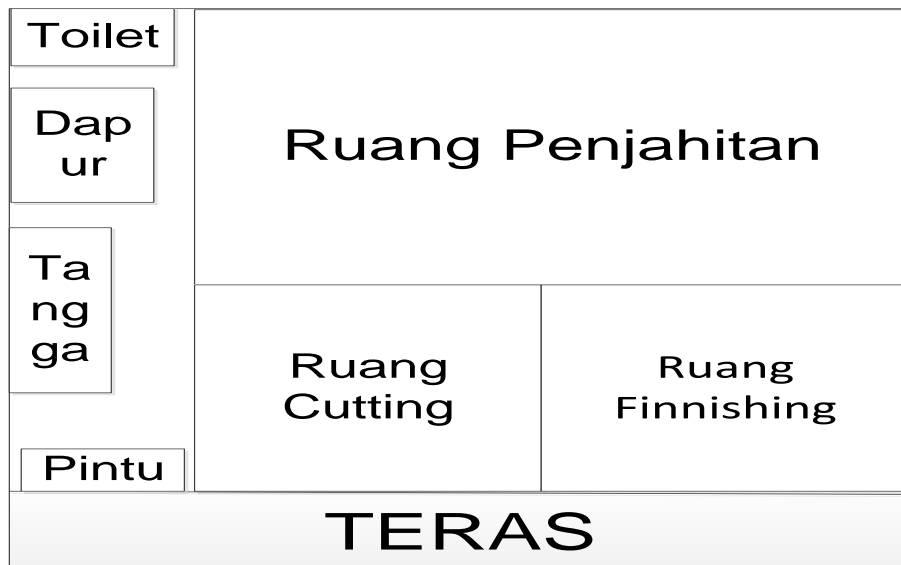 Toilet
Dap
ur
Ruang Penjahitan
Ta
ng
ga
Ruang
Cutting
Ruang
Finnishing
Pintu
TERAS